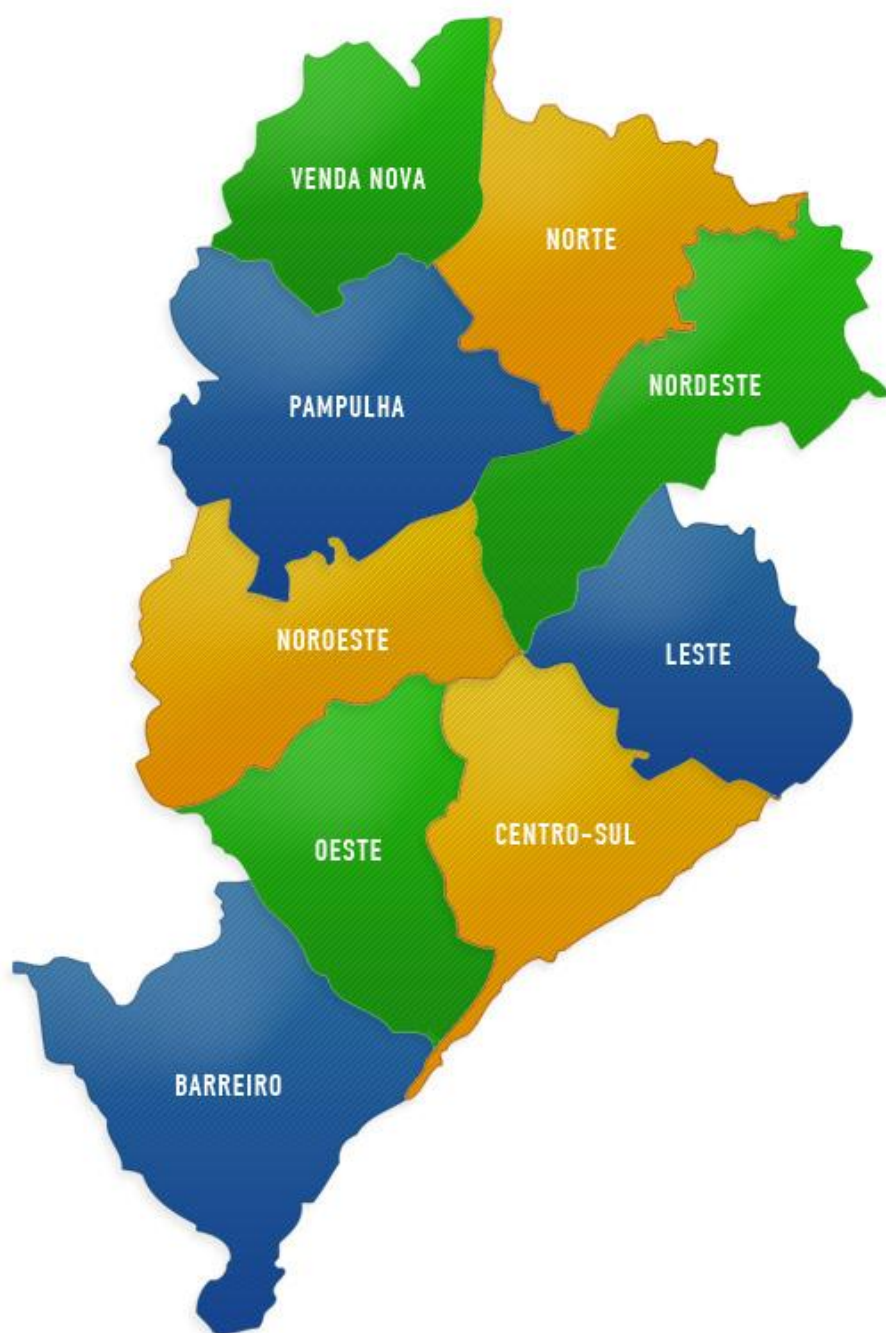 VENDA NOVA
NORTE
NORDESTE
PAMPULHA
NOROESTE
LESTE
OESTE
CENTRO-SUL
BARREIRO